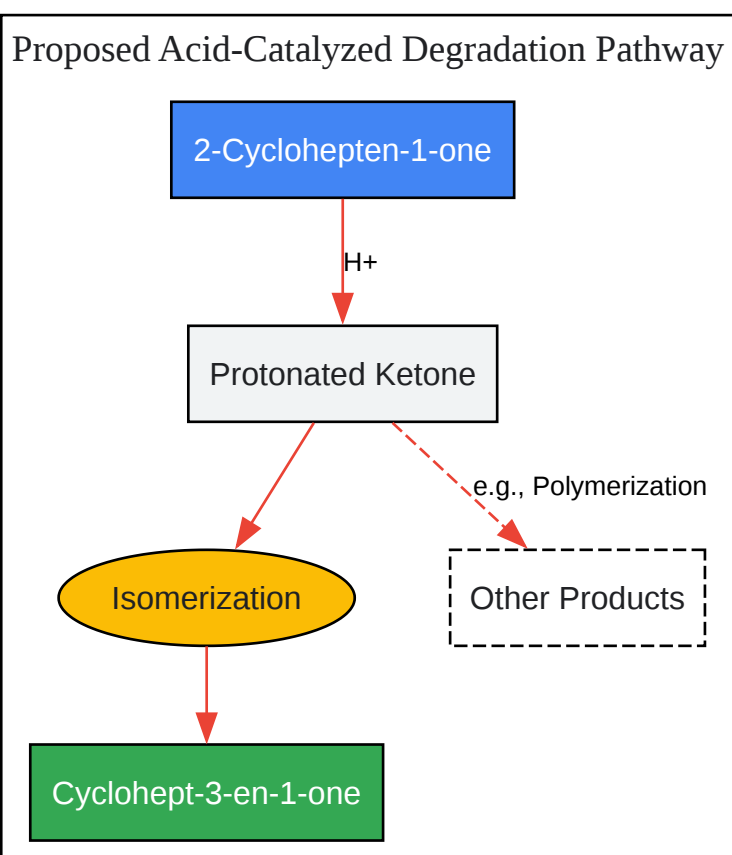 Proposed Acid-Catalyzed Degradation Pathway
2-Cyclohepten-1-one
H+
Protonated Ketone
e.g., Polymerization
Isomerization
Other Products
Cyclohept-3-en-1-one